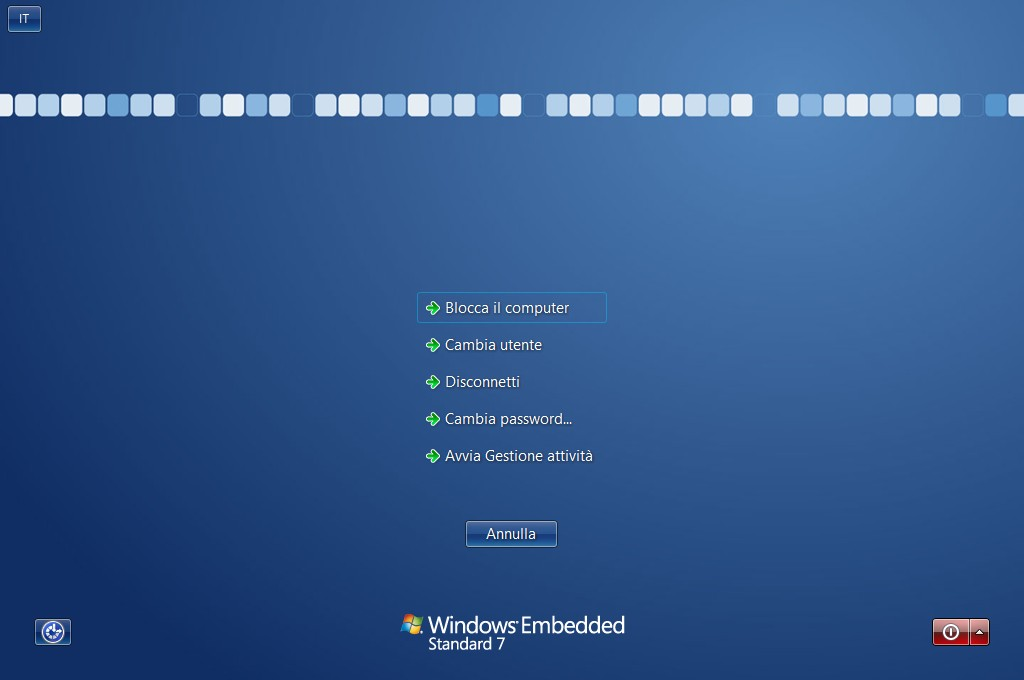 IT
Blocca il computer
Cambia utente
Disconnetti
Cambia password...
Avvia Gestione attività
Annulla
Windows Embedded
Standard 7